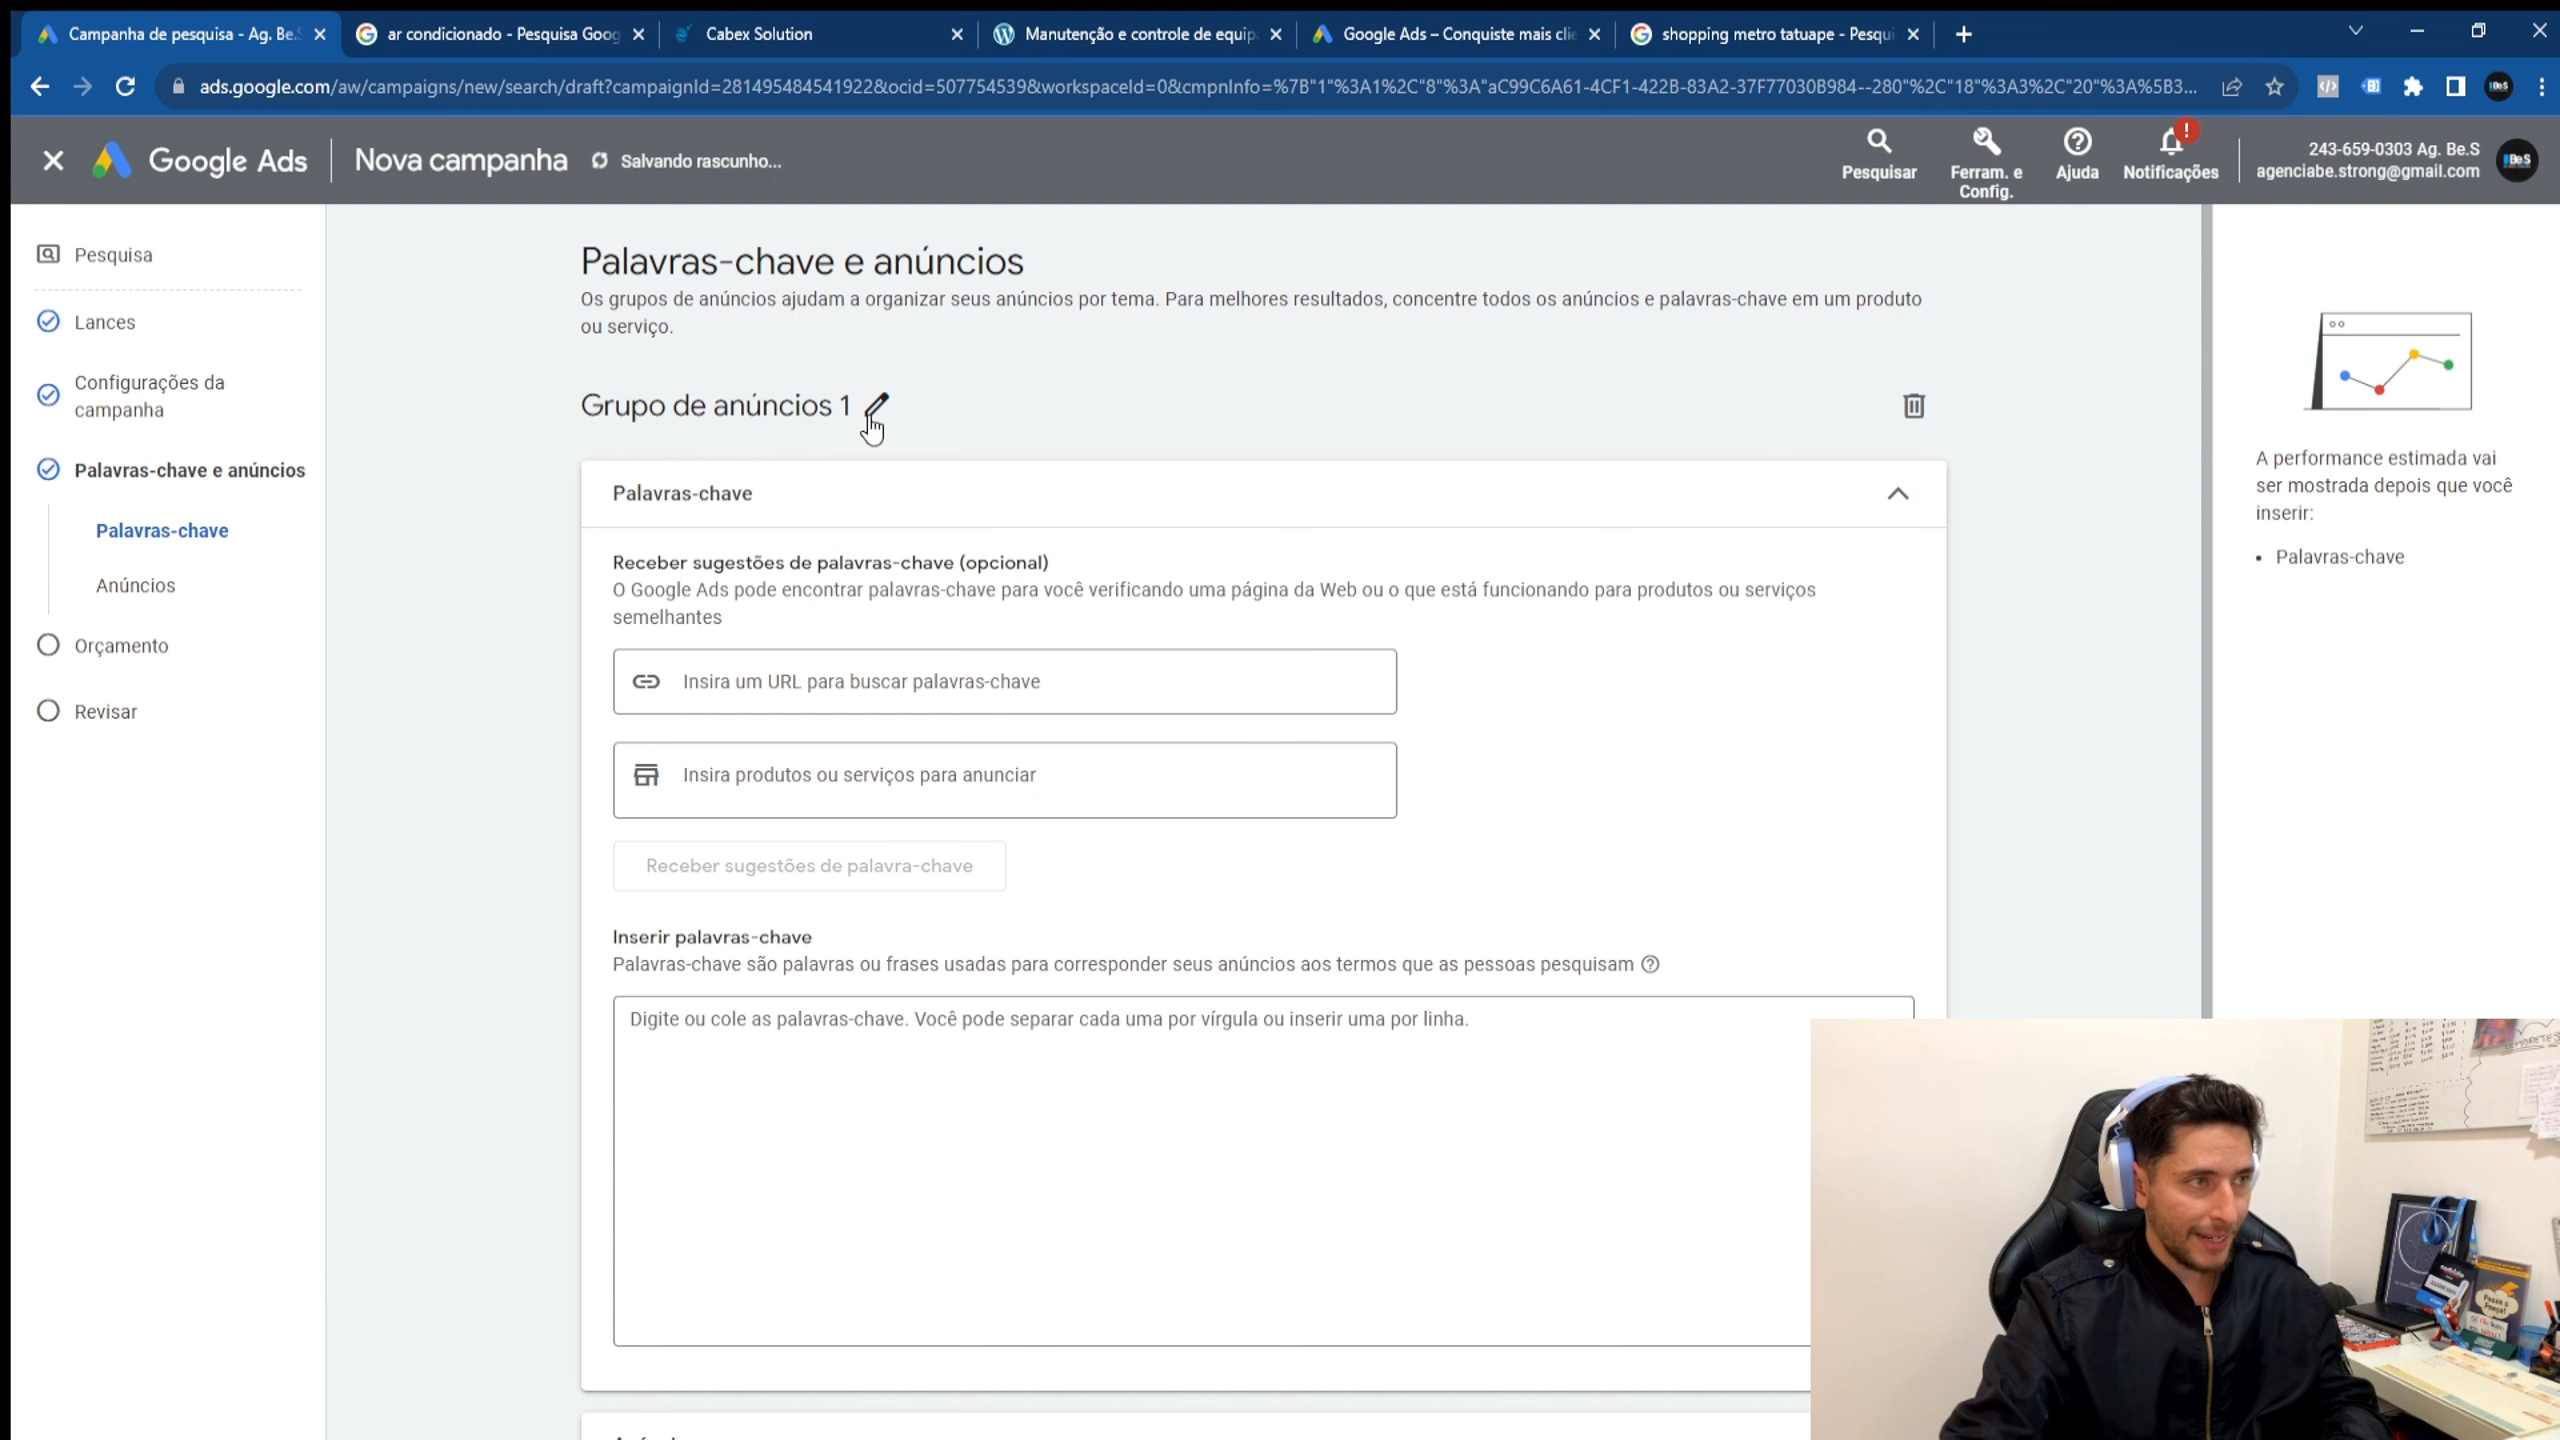 Campanha de pesquisa - Ag. Be.S
ar condicionado - Pesquisa Goog
Cabex Solution
Manutenção e controle de equip
Google Ads – Conquiste mais clie
shopping metro tatuape - Pesqui
ads.google.com/aw/campaigns/new/search/draft?campaignId=281495484541922&ocid=507754539&workspaceId=0&cmpnInfo=%7B"1"%3A1%2C"8"%3A"aC99C6A61-4CF1-422B-83A2-37F77030B984--280"%2C"18"%3A3%2C"20"%3A%5B3...
Google Ads
Nova campanha
Salvando rascunho...
Pesquisar
Ferram. e
Config.
Ajuda
Notificações
243-659-0303 Ag. Be.S
agenciabe.strong@gmail.com
Pesquisa
Lances
Configurações da
campanha
Palavras-chave e anúncios
Palavras-chave
Anúncios
Orçamento
Revisar
Palavras-chave e anúncios
Os grupos de anúncios ajudam a organizar seus anúncios por tema. Para melhores resultados, concentre todos os anúncios e palavras-chave em um produto
ou serviço.
Grupo de anúncios 1
Palavras-chave
Receber sugestões de palavras-chave (opcional)
O Google Ads pode encontrar palavras-chave para você verificando uma página da Web ou o que está funcionando para produtos ou serviços
semelhantes
Insira um URL para buscar palavras-chave
Insira produtos ou serviços para anunciar
Receber sugestões de palavra-chave
Inserir palavras-chave
Palavras-chave são palavras ou frases usadas para corresponder seus anúncios aos termos que as pessoas pesquisam
Digite ou cole as palavras-chave. Você pode separar cada uma por vírgula ou inserir uma por linha.
A performance estimada vai
ser mostrada depois que você
inserir:
• Palavras-chave